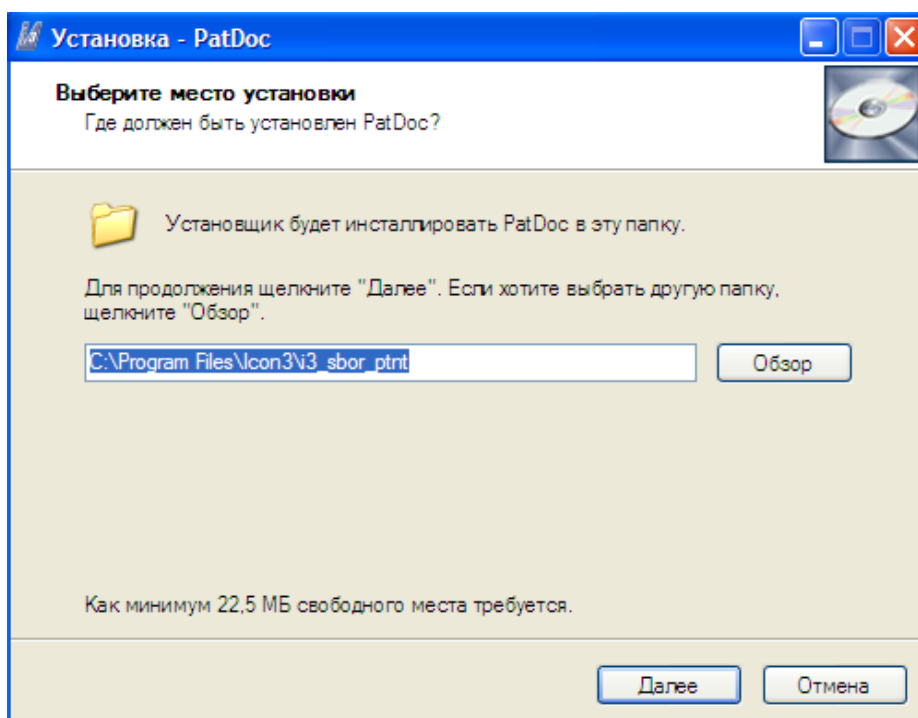 Установка - PatDoc
Выберите место установки
Где должен быть установлен PatDoc?
Установщик будет инсталлировать PatDoc в эту папку.
Для продолжения щелкните "Далее". Если хотите выбрать другую папку,
щелкните "Обзор".
C:\Program Files\Icon3\i3_sbor_ptnt
Обзор
Как минимум 22,5 МБ свободного места требуется.
Далее
Отмена